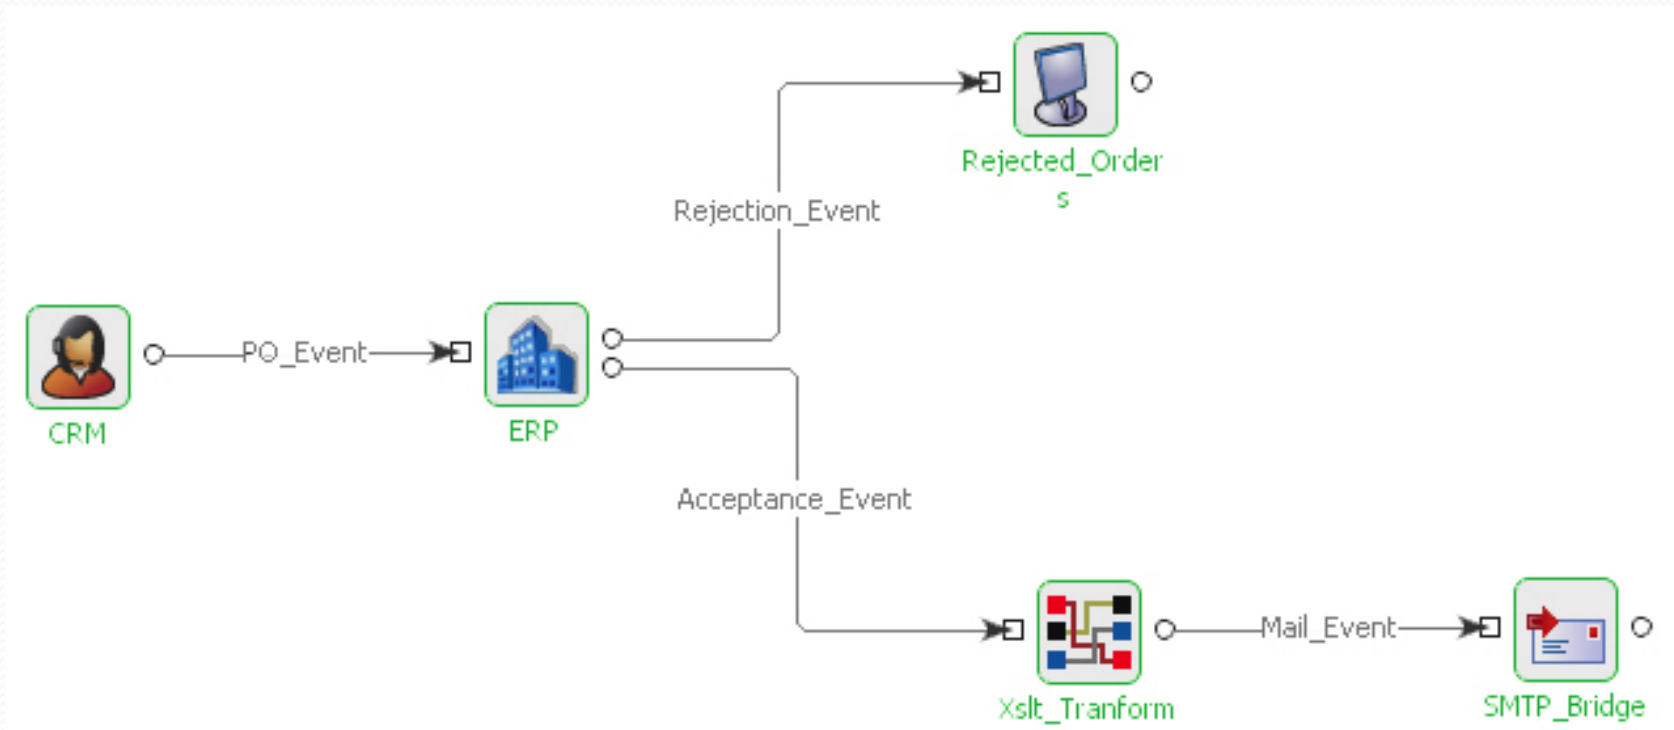 Rejected_Order
s
Rejection_Event
PO_Event
CRM
ERP
Acceptance_Event
Mail_Event
Xslt_Tranform
SMTP_Bridge